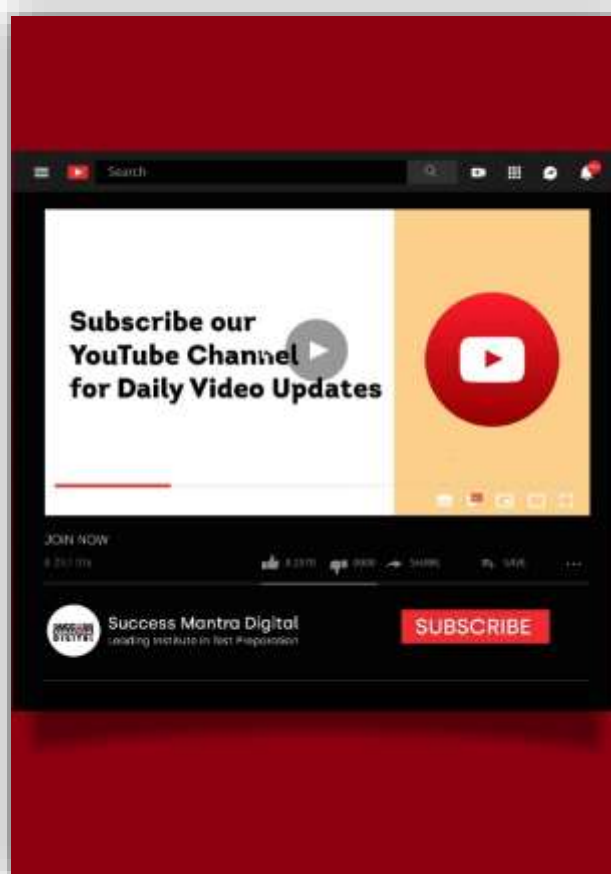 Search
Subscribe our
YouTube Channel
for Daily Video Updates
JOIN NOW
SHARE
SAVE
Success Mantra Digital
Leading Institute in Test Preparation
SUBSCRIBE